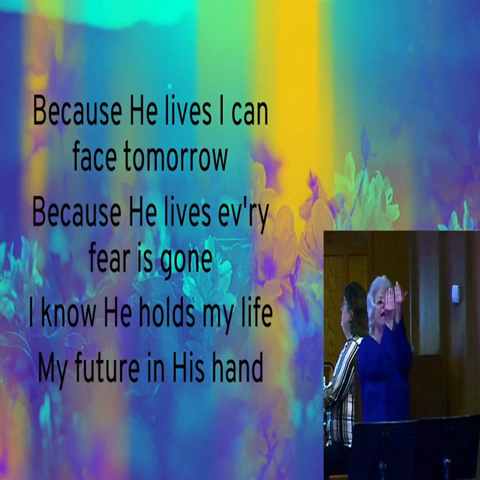 Because He lives I can
face tomorrow
Because He lives ev'ry
fear is gone
I know He holds my life
My future in His hand